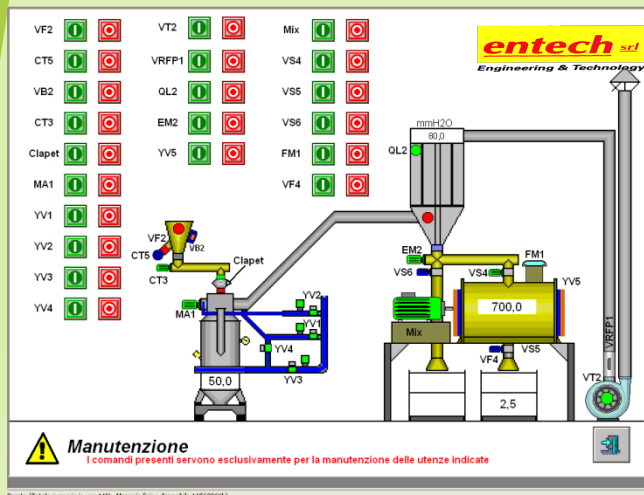 VF2
VT2
Mix
CT5
VRFP1
VS4
VB2
QL2
VS5
CT3
EM2
VS6
Clapet
YV5
FM1
MA1
VF4
YV1
YV2
YV3
YV4
entech srl
Engineering & Technology
mmH2O
80,0
QL2
VF2
VB2
CT5
CT3
Clapet
EM2
VS6
VS4
FM1
YV5
MA1
YV2
YV1
YV4
YV3
50,0
700,0
Mix
VF4
VS5
2,5
VRFP1
VT2
Manutenzione
I comandi presenti servono esclusivamente per la manutenzione delle utenze indicate